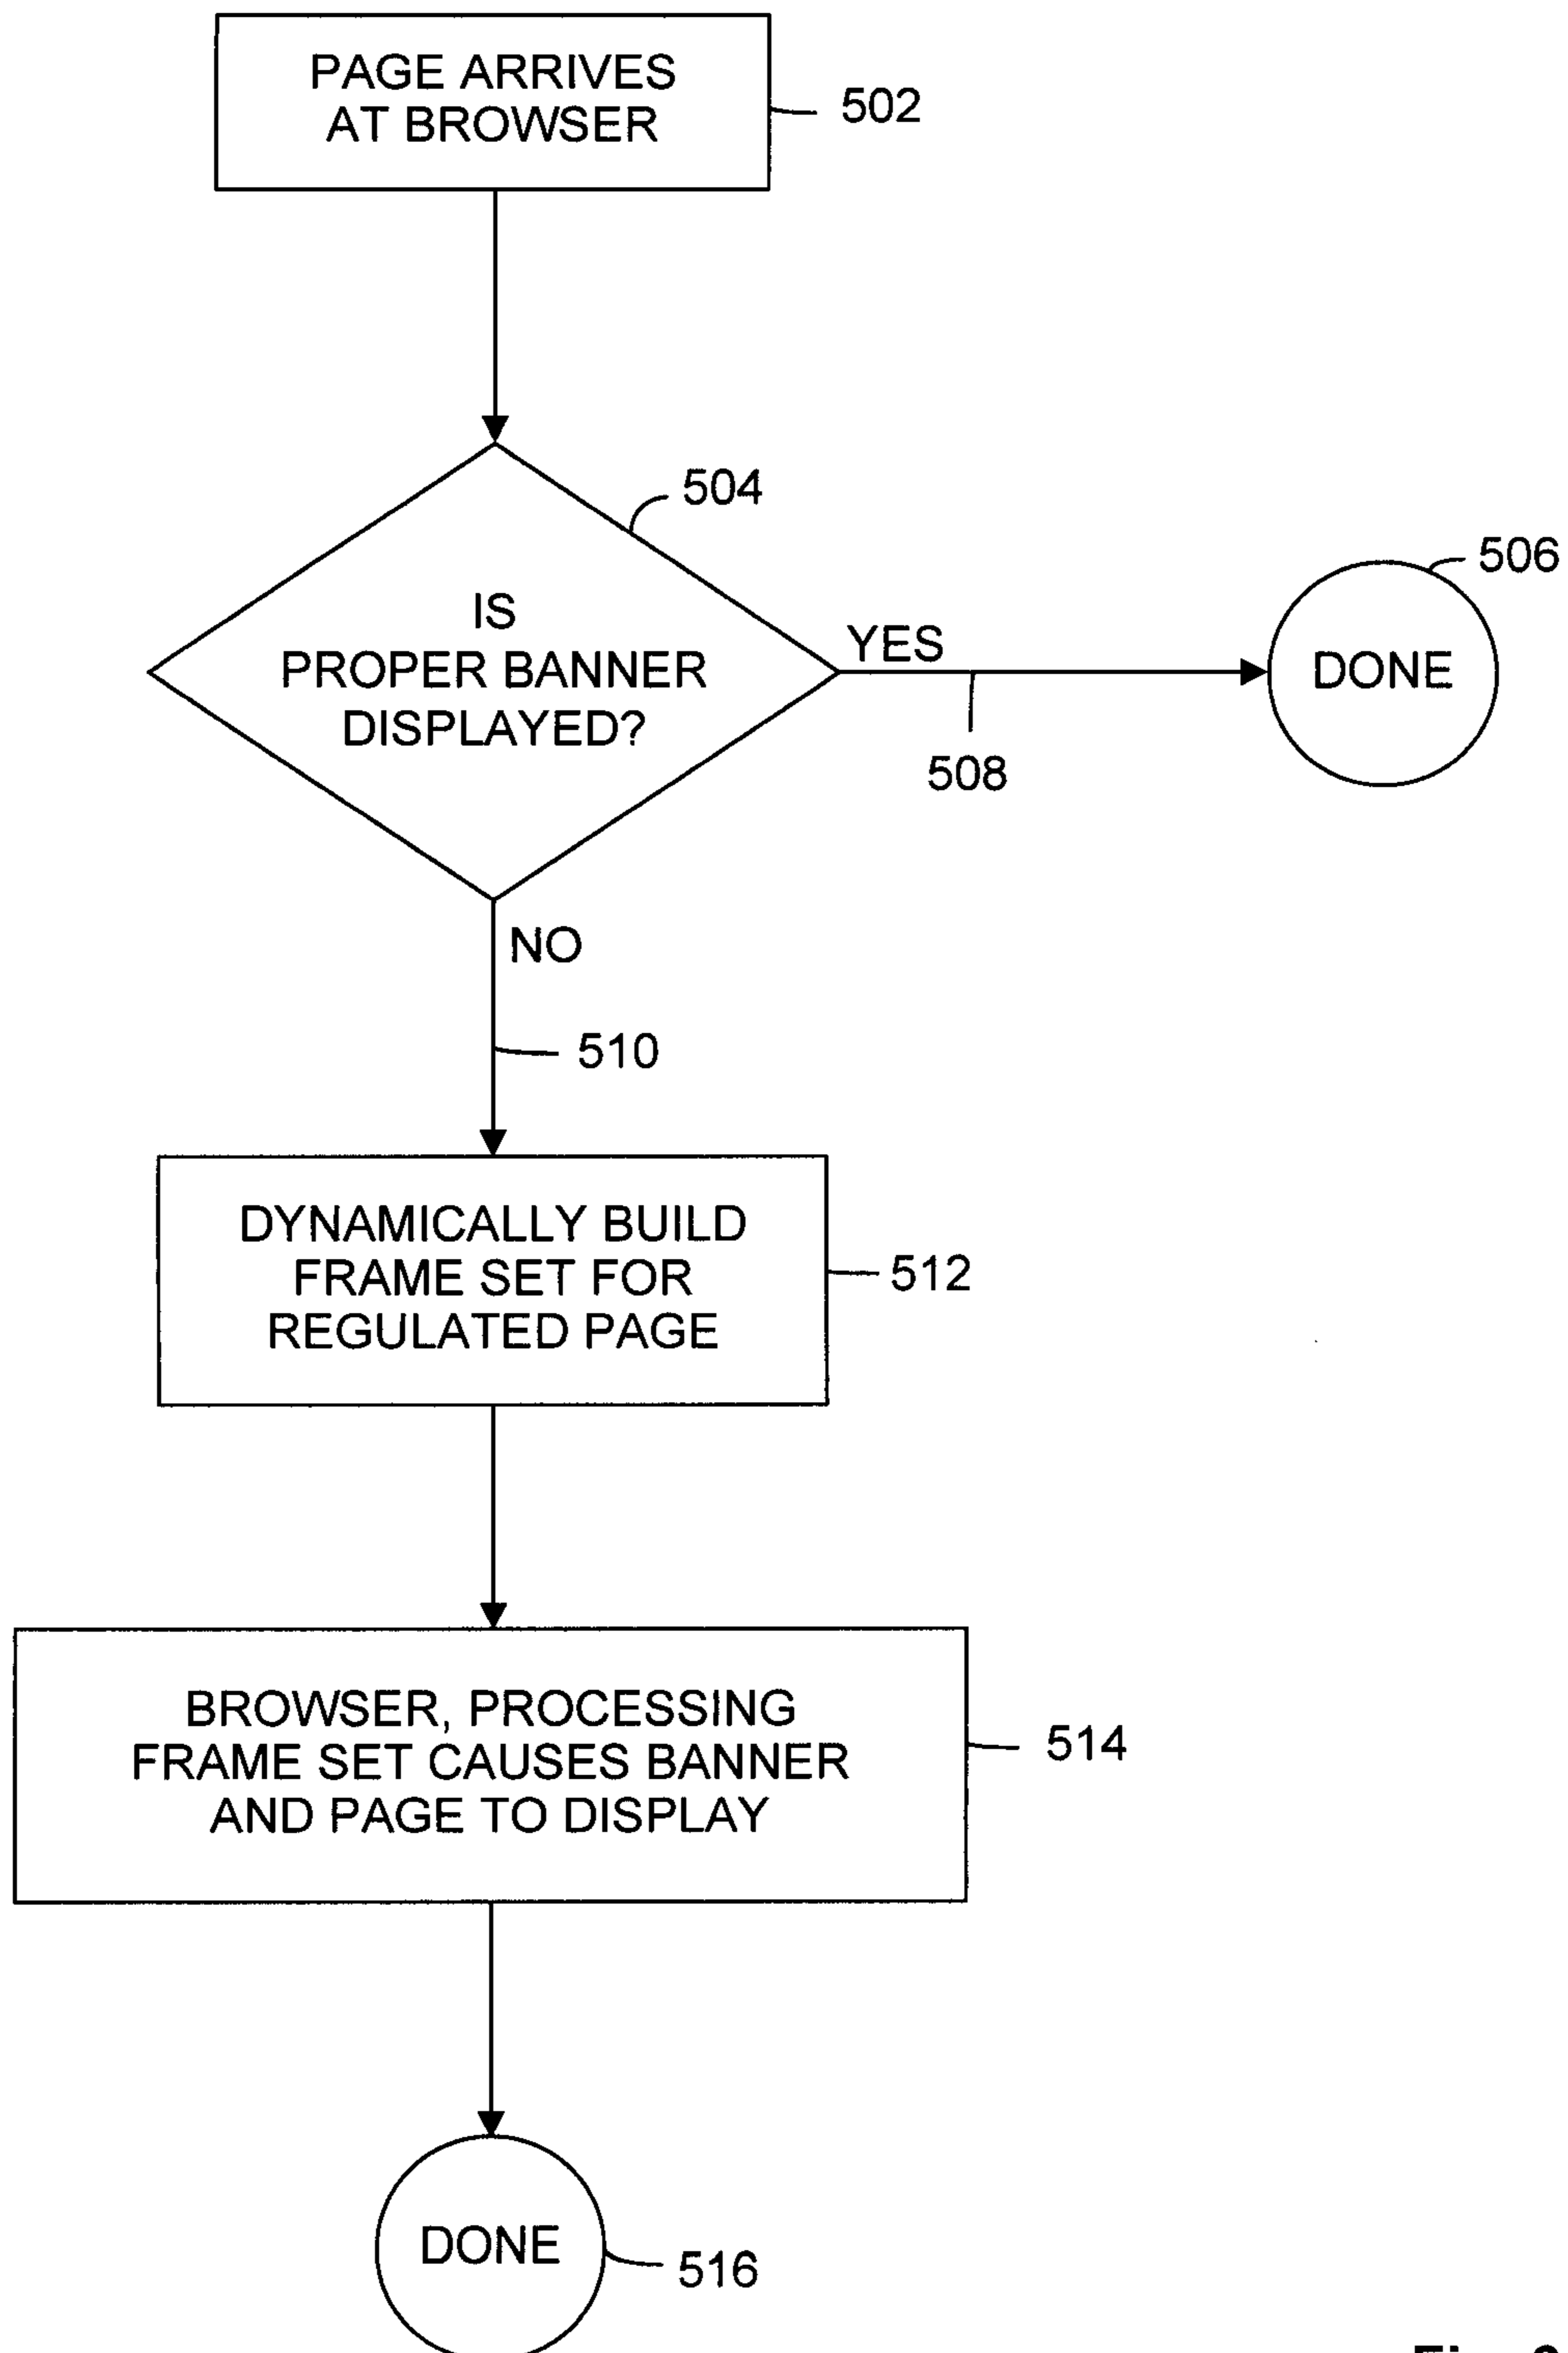 PAGE ARRIVES
AT BROWSER
502
504
IS
PROPER BANNER
DISPLAYED?
YES
508
506
DONE
NO
510
DYNAMICALLY BUILD
FRAME SET FOR
REGULATED PAGE
512
BROWSER, PROCESSING
FRAME SET CAUSES BANNER
AND PAGE TO DISPLAY
514
DONE
516